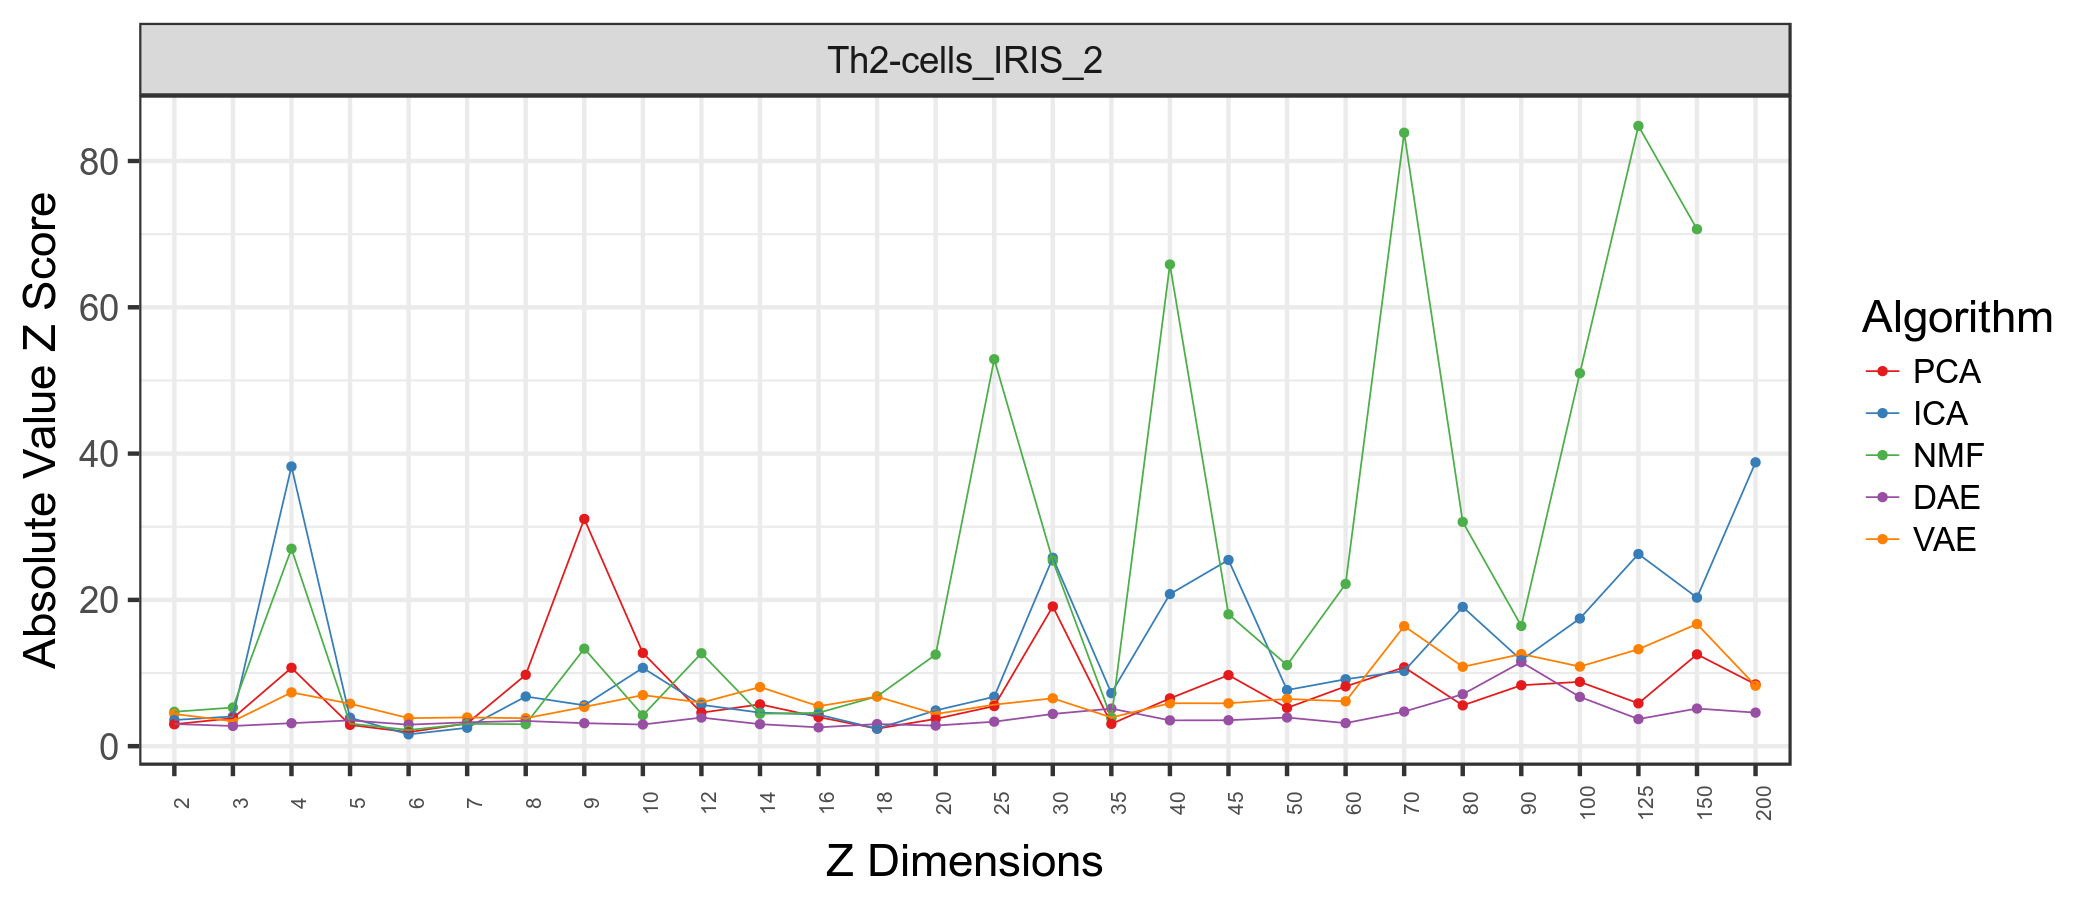 Th2-cells_IRIS_2
Absolute Value Z Score
80
60
40
20
0
2 3 4 5 6 7 8 9 10 12 14 16 18 20 25 30 35 40 45 50 60 70 80 90 100 125 150 200
Z Dimensions
Algorithm
PCA
ICA
NMF
DAE
VAE